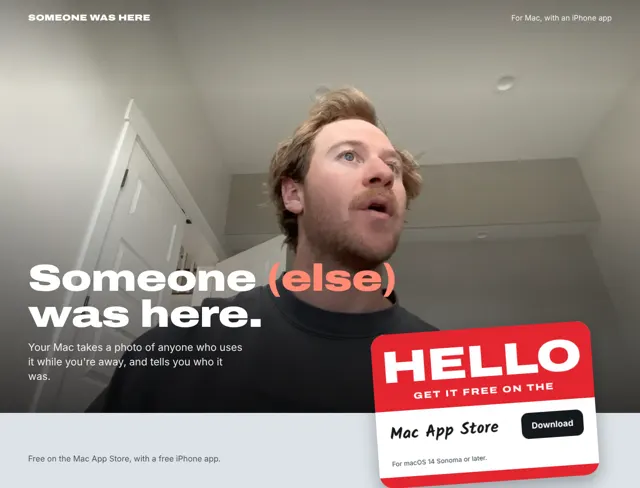 SOMEONE WAS HERE
For Mac, with an iPhone app
Someone (else)
was here.
Your Mac takes a photo of anyone who uses
it while you're away, and tells you who it
was.
HELLO
GET IT FREE ON THE
Mac App Store
Download
For macOS 14 Sonoma or later.
Free on the Mac App Store, with a free iPhone app.